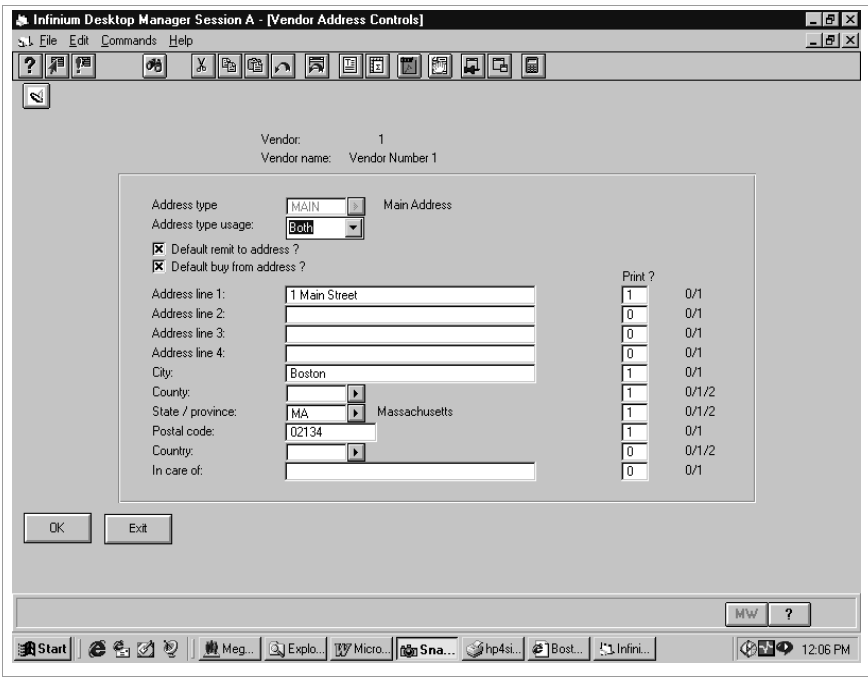 Infinium Desktop Manager Session A - [Vendor Address Controls]
File Edit Commands Help
Vendor: 1
Vendor name: Vendor Number 1
Address type MAIN Main Address
Address type usage: Both
Default remit to address ?
Default buy from address ?
Print ?
Address line 1: 1 Main Street 1 0/1
Address line 2: 0 0/1
Address line 3: 0 0/1
Address line 4: 0 0/1
City: Boston 1 0/1
County: 1 0/1/2
State / province: MA Massachusetts 1 0/1/2
Postal code: 02134 1 0/1
Country: 0 0/1/2
In care of: 0 0/1
OK Exit
MW ?
Start Meg... Explo... Micro... Sna... hp4si... Bost... Infini... 12:06 PM